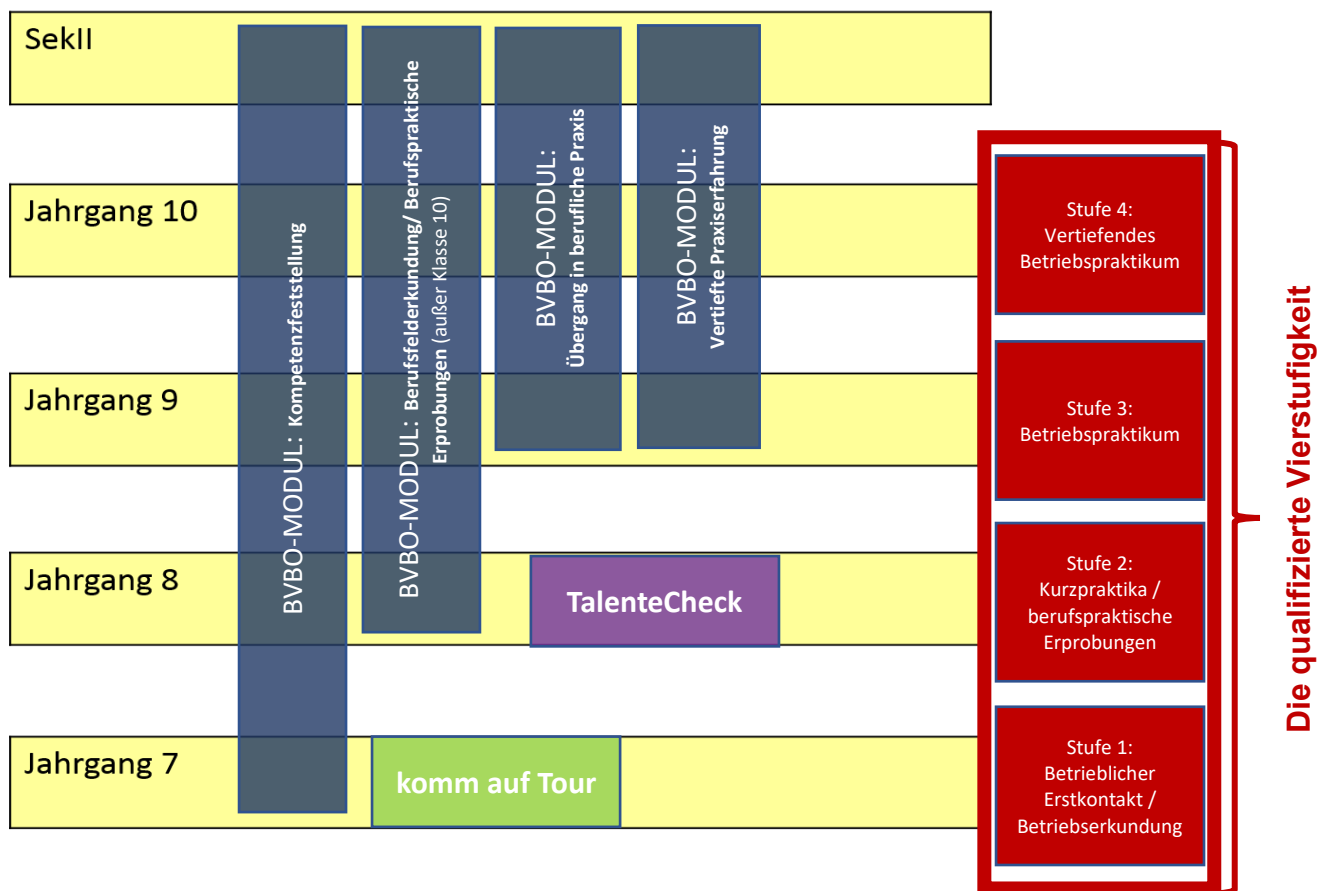 SekII
Jahrgang 10
Jahrgang 9
Jahrgang 8
Jahrgang 7
BVBO-MODUL: Kompetenzfeststellung
BVBO-MODUL: Berufsfelderkundung/ Berufspraktische
Erprobungen (außer Klasse 10)
BVBO-MODUL:
Übergang in berufliche Praxis
BVBO-MODUL:
Vertiefte Praxiserfahrung
TalenteCheck
komm auf Tour
Stufe 4:
Vertiefendes
Betriebspraktikum
Stufe 3:
Betriebspraktikum
Stufe 2:
Kurzpraktika /
berufspraktische
Erprobungen
Stufe 1:
Betrieblicher
Erstkontakt /
Betriebserkundung
Die qualifizierte Vierstufigkeit